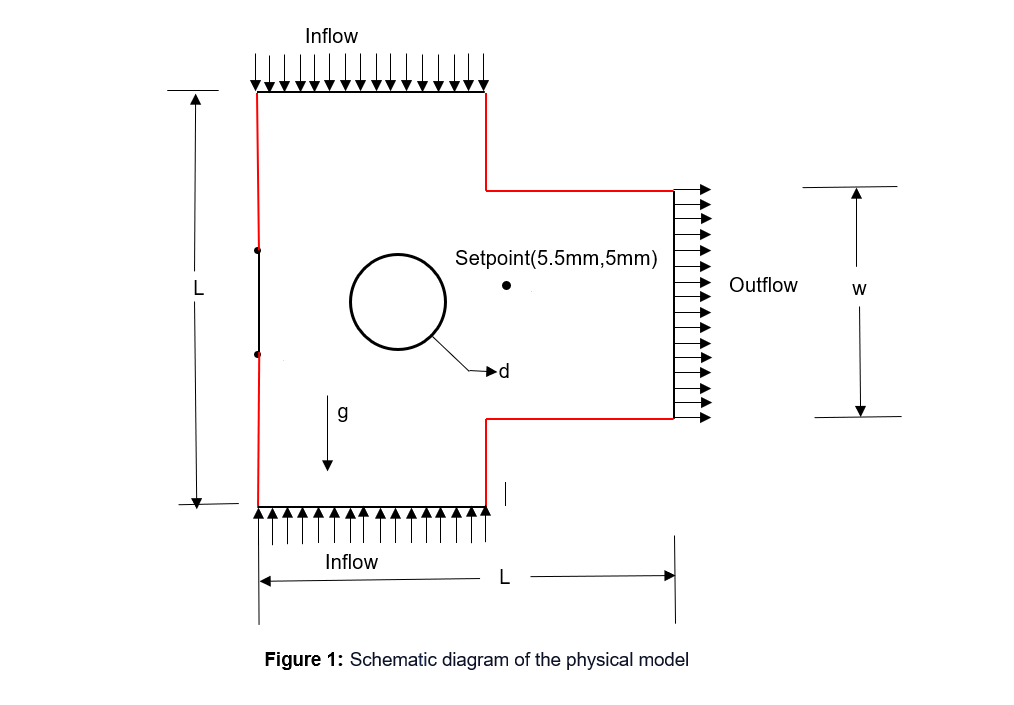 Inflow
Setpoint(5.5mm,5mm)
L
Outflow
w
d
g
Inflow
L
Figure 1: Schematic diagram of the physical model